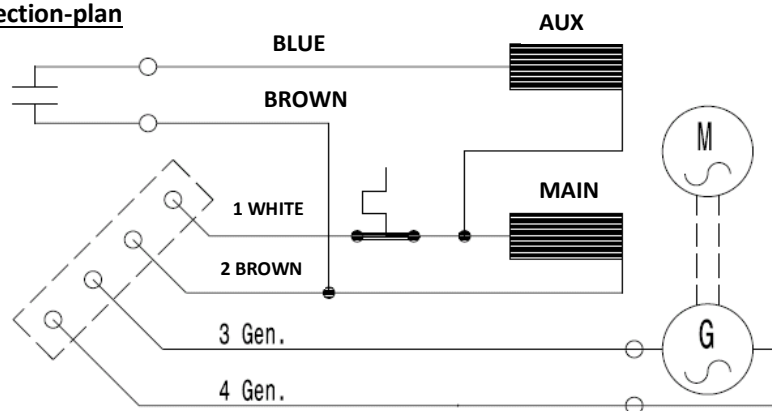 ection-plan
AUX
BLUE
BROWN
M
MAIN
1 WHITE
2 BROWN
3 Gen.
G
4 Gen.